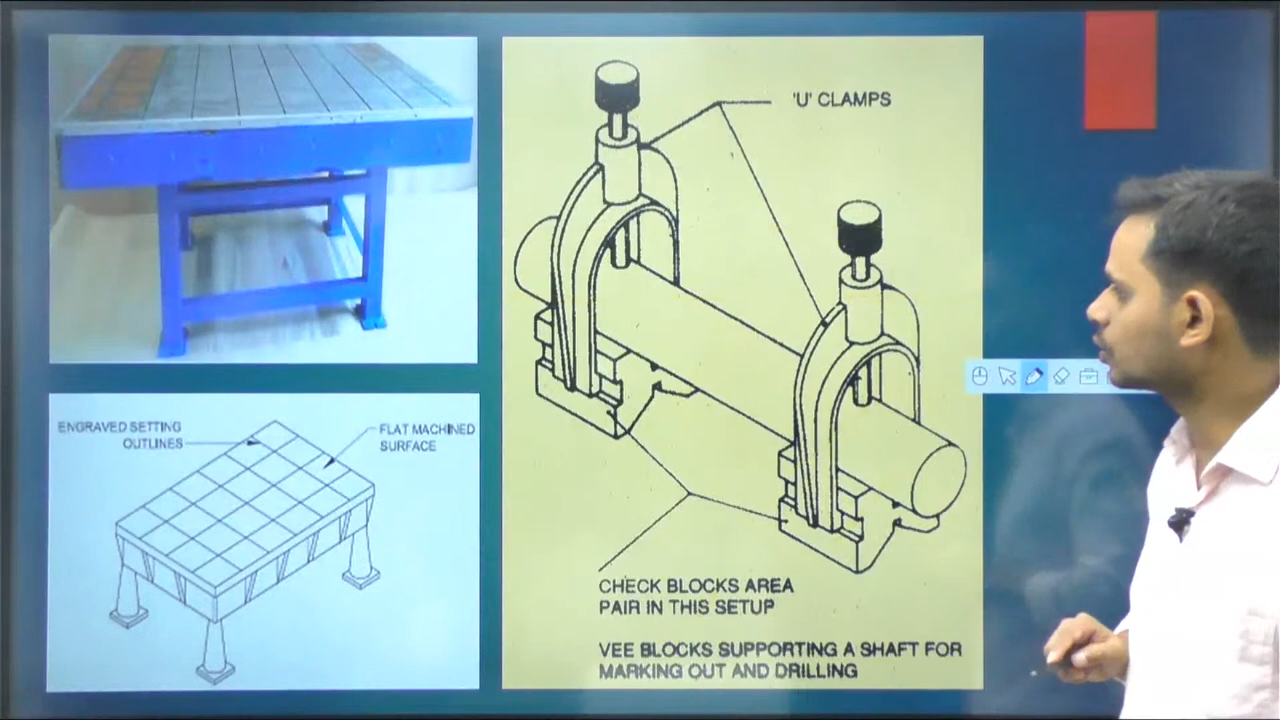 'U' CLAMPS
ENGRAVED SETTING
OUTLINES
FLAT MACHINED
SURFACE
CHECK BLOCKS AREA
PAIR IN THIS SETUP
VEE BLOCKS SUPPORTING A SHAFT FOR
MARKING OUT AND DRILLING